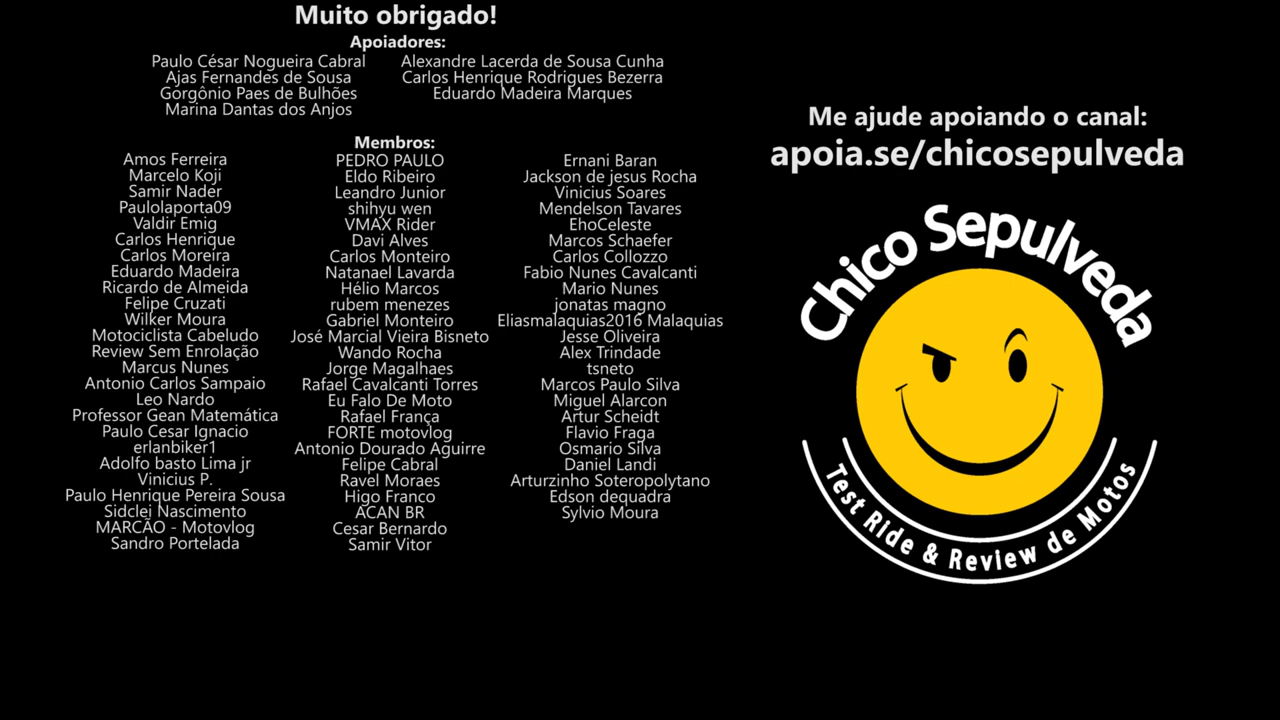 Muito obrigado!
Apoiadores:
Paulo César Nogueira Cabral
Ajas Fernandes de Sousa
Gorgônio Paes de Bulhões
Marina Dantas dos Anjos
Alexandre Lacerda de Sousa Cunha
Carlos Henrique Rodrigues Bezerra
Eduardo Madeira Marques
Membros:
Amos Ferreira
Marcelo Koji
Samir Nader
Paulolaporta09
Valdir Emig
Carlos Henrique
Carlos Moreira
Eduardo Madeira
Ricardo de Almeida
Felipe Cruzati
Wilker Moura
Motociclista Cabeludo
Review Sem Enrolação
Marcus Nunes
Antonio Carlos Sampaio
Leo Nardo
Professor Gean Matemática
Paulo Cesar Ignacio
erlanbiker1
Adolfo basto Lima jr
Vinicius P.
Paulo Henrique Pereira Sousa
Sidclei Nascimento
MARCÃO - Motovlog
Sandro Portelada
PEDRO PAULO
Eldo Ribeiro
Leandro Junior
shihyu wen
VMAX Rider
Davi Alves
Carlos Monteiro
Natanael Lavarda
Hélio Marcos
rubem menezes
Gabriel Monteiro
José Marcial Vieira Bisneto
Wando Rocha
Jorge Magalhaes
Rafael Cavalcanti Torres
Eu Falo De Moto
Rafael França
FORTE motovlog
Antonio Dourado Aguirre
Felipe Cabral
Ravel Moraes
Higo Franco
ACAN BR
Cesar Bernardo
Samir Vitor
Ernani Baran
Jackson de jesus Rocha
Vinicius Soares
Mendelson Tavares
EhoCeleste
Marcos Schaefer
Carlos Collozzo
Fabio Nunes Cavalcanti
Mario Nunes
jonatas magno
Eliasmalaquias2016 Malaquias
Jesse Oliveira
Alex Trindade
tsneto
Marcos Paulo Silva
Miguel Alarcon
Artur Scheidt
Flavio Fraga
Osmario Silva
Daniel Landi
Arturzinho Soteropolytano
Edson dequadra
Sylvio Moura
Me ajude apoiando o canal:
apoia.se/chicosepulveda
Chico Sepulveda
Test Ride & Review de Motos